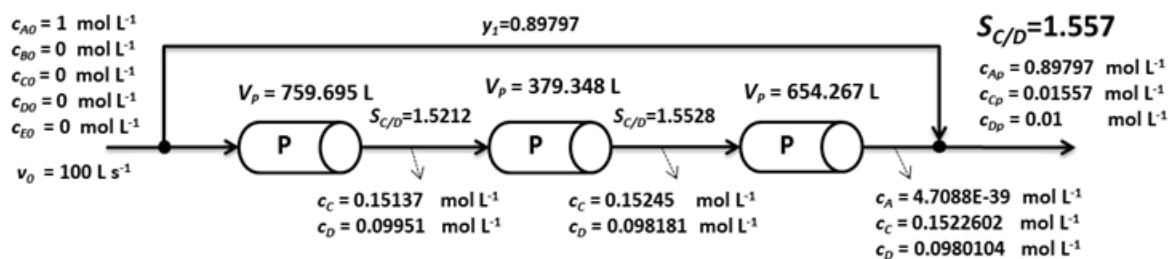 c_A0 = 1 mol L⁻¹
c_B0 = 0 mol L⁻¹
c_C0 = 0 mol L⁻¹
c_D0 = 0 mol L⁻¹
c_E0 = 0 mol L⁻¹
v_0 = 100 L s⁻¹
y_1=0.89797
V_P = 759.695 L
P
S_C/D=1.5212
c_C = 0.15137 mol L⁻¹
c_D = 0.09951 mol L⁻¹
V_P = 379.348 L
P
S_C/D=1.5528
c_C = 0.15245 mol L⁻¹
c_D = 0.098181 mol L⁻¹
V_P = 654.267 L
P
c_A = 4.7088E-39 mol L⁻¹
c_C = 0.1522602 mol L⁻¹
c_D = 0.0980104 mol L⁻¹
S_C/D=1.557
c_Ap = 0.89797 mol L⁻¹
c_Cp = 0.01557 mol L⁻¹
c_Dp = 0.01 mol L⁻¹